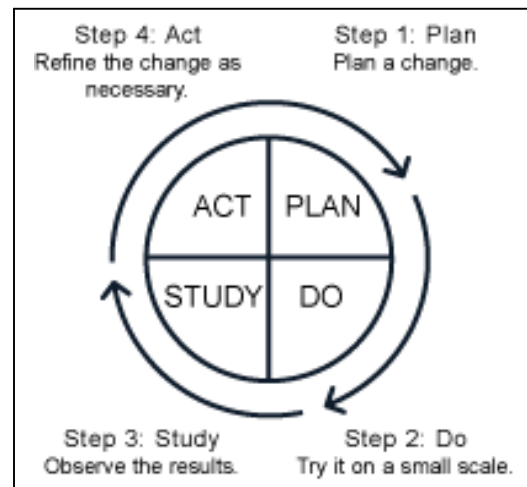 Step 4: Act
Refine the change as
necessary.
Step 1: Plan
Plan a change.
ACT
PLAN
STUDY
DO
Step 3: Study
Observe the results.
Step 2: Do
Try it on a small scale.